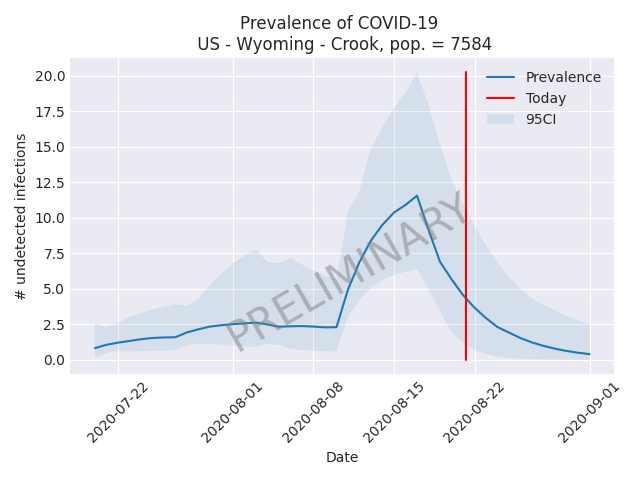 Prevalence of COVID-19
US - Wyoming - Crook, pop. = 7584
20.0
17.5
15.0
12.5
10.0
7.5
5.0
2.5
0.0
# undetected infections
Prevalence
Today
95CI
PRELIMINARY
2020-07-22
2020-08-01
2020-08-08
2020-08-15
2020-08-22
2020-09-01
Date